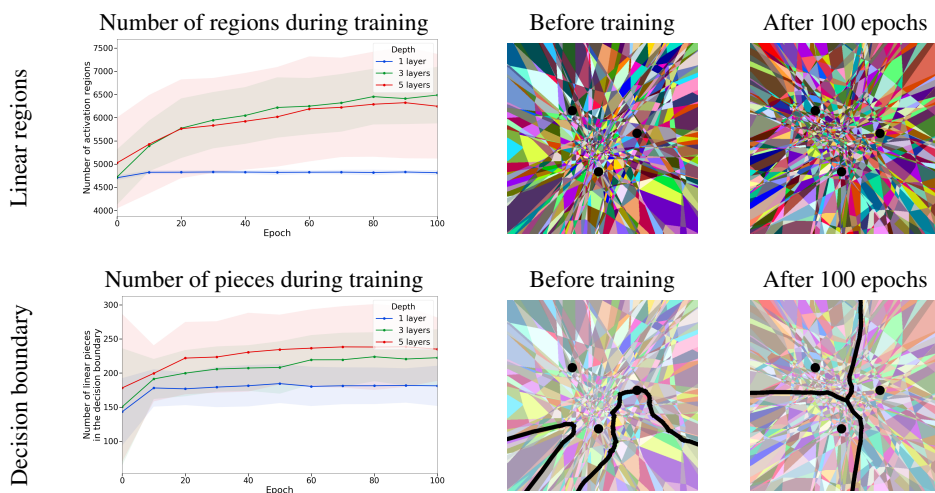 Number of regions during training
Before training
After 100 epochs
Linear regions
Number of activation regions
7500
7000
6500
6000
5500
5000
4500
4000
Depth
1 layer
3 layers
5 layers
0
20
40
60
80
100
Epoch
Number of pieces during training
Before training
After 100 epochs
Decision boundary
Number of linear pieces
in the decision boundary
300
250
200
150
100
Depth
1 layer
3 layers
5 layers
0
20
40
60
80
100
Epoch